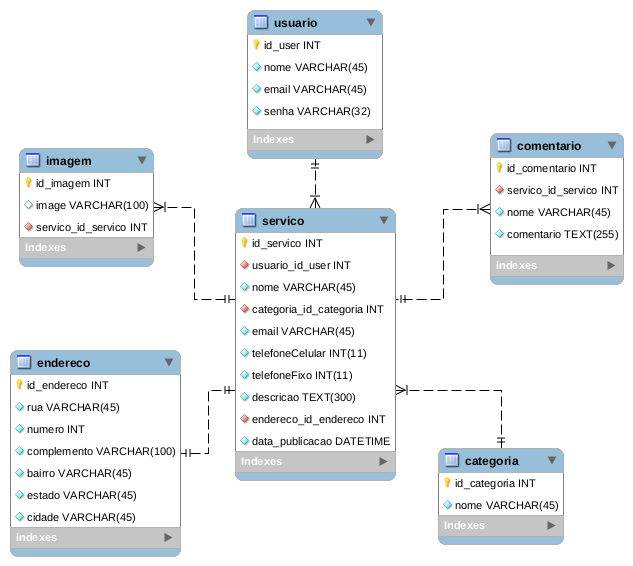 usuario
id_user INT
nome VARCHAR(45)
email VARCHAR(45)
senha VARCHAR(32)
Indexes
imagem
id_imagem INT
image VARCHAR(100)
servico_id_servico INT
Indexes
comentario
id_comentario INT
servico_id_servico INT
nome VARCHAR(45)
comentario TEXT(255)
Indexes
servico
id_servico INT
usuario_id_user INT
nome VARCHAR(45)
categoria_id_categoria INT
email VARCHAR(45)
telefoneCelular INT(11)
telefoneFixo INT(11)
descricao TEXT(300)
endereco_id_endereco INT
data_publicacao DATETIME
Indexes
endereco
id_endereco INT
rua VARCHAR(45)
numero INT
complemento VARCHAR(100)
bairro VARCHAR(45)
estado VARCHAR(45)
cidade VARCHAR(45)
Indexes
categoria
id_categoria INT
nome VARCHAR(45)
Indexes